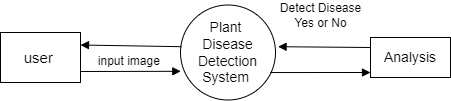 user
input image
Plant
Disease
Detection
System
Detect Disease
Yes or No
Analysis